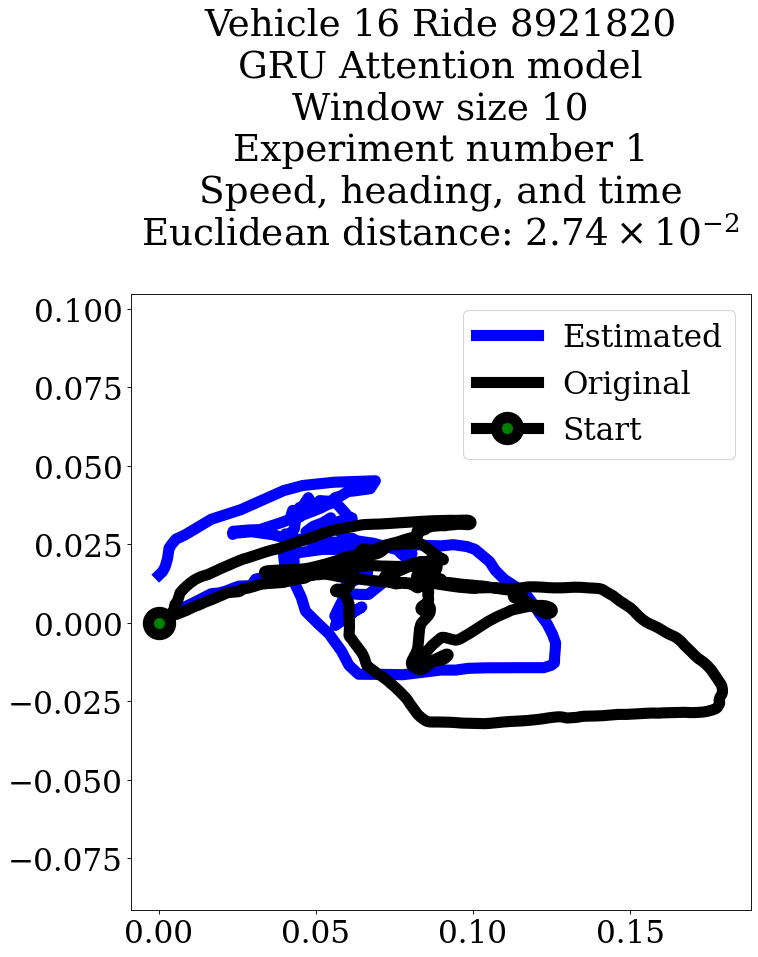 Vehicle 16 Ride 8921820
GRU Attention model
Window size 10
Experiment number 1
Speed, heading, and time
Euclidean distance: 2.74 × 10⁻²
Estimated
Original
Start
0.100
0.075
0.050
0.025
0.000
−0.025
−0.050
−0.075
0.00 0.05 0.10 0.15